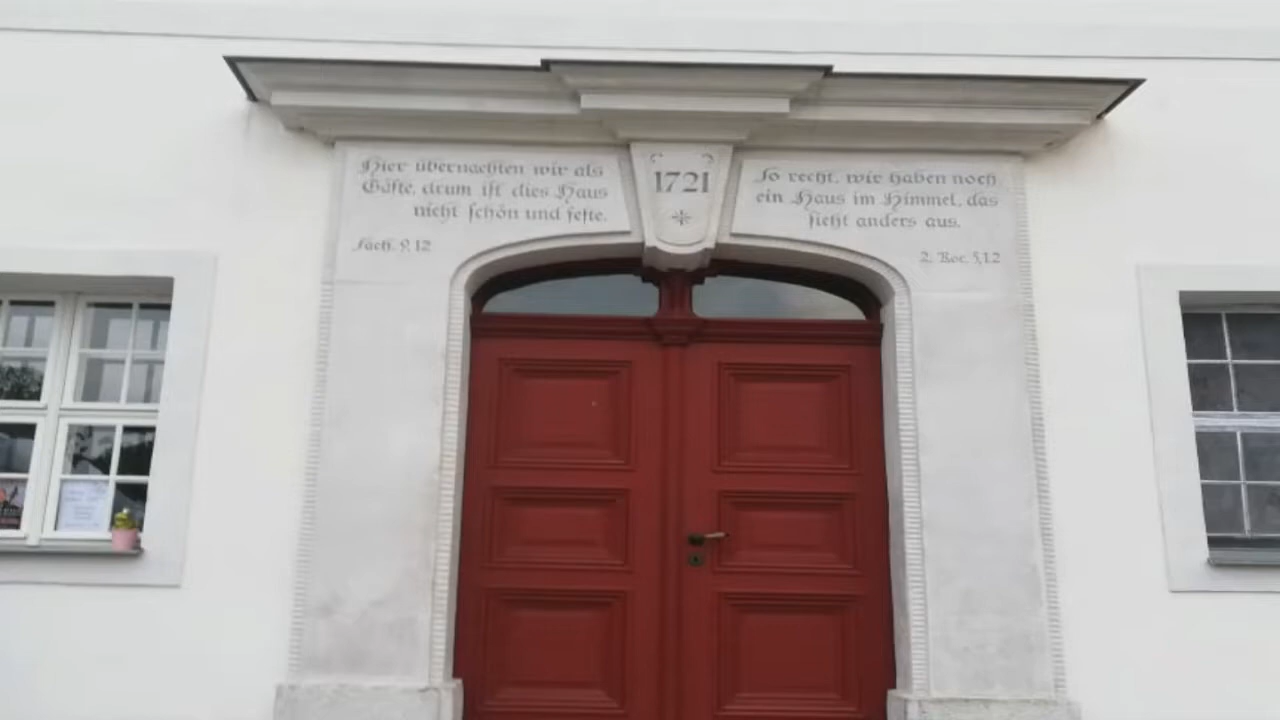 Hier übernachten wir als
Gäste, drum ist dies Haus
nicht schön und feste.
Sach. 9,12
1721
So recht, wir haben noch
ein Haus im Himmel, das
sieht anders aus.
2. Kor. 5,1.2